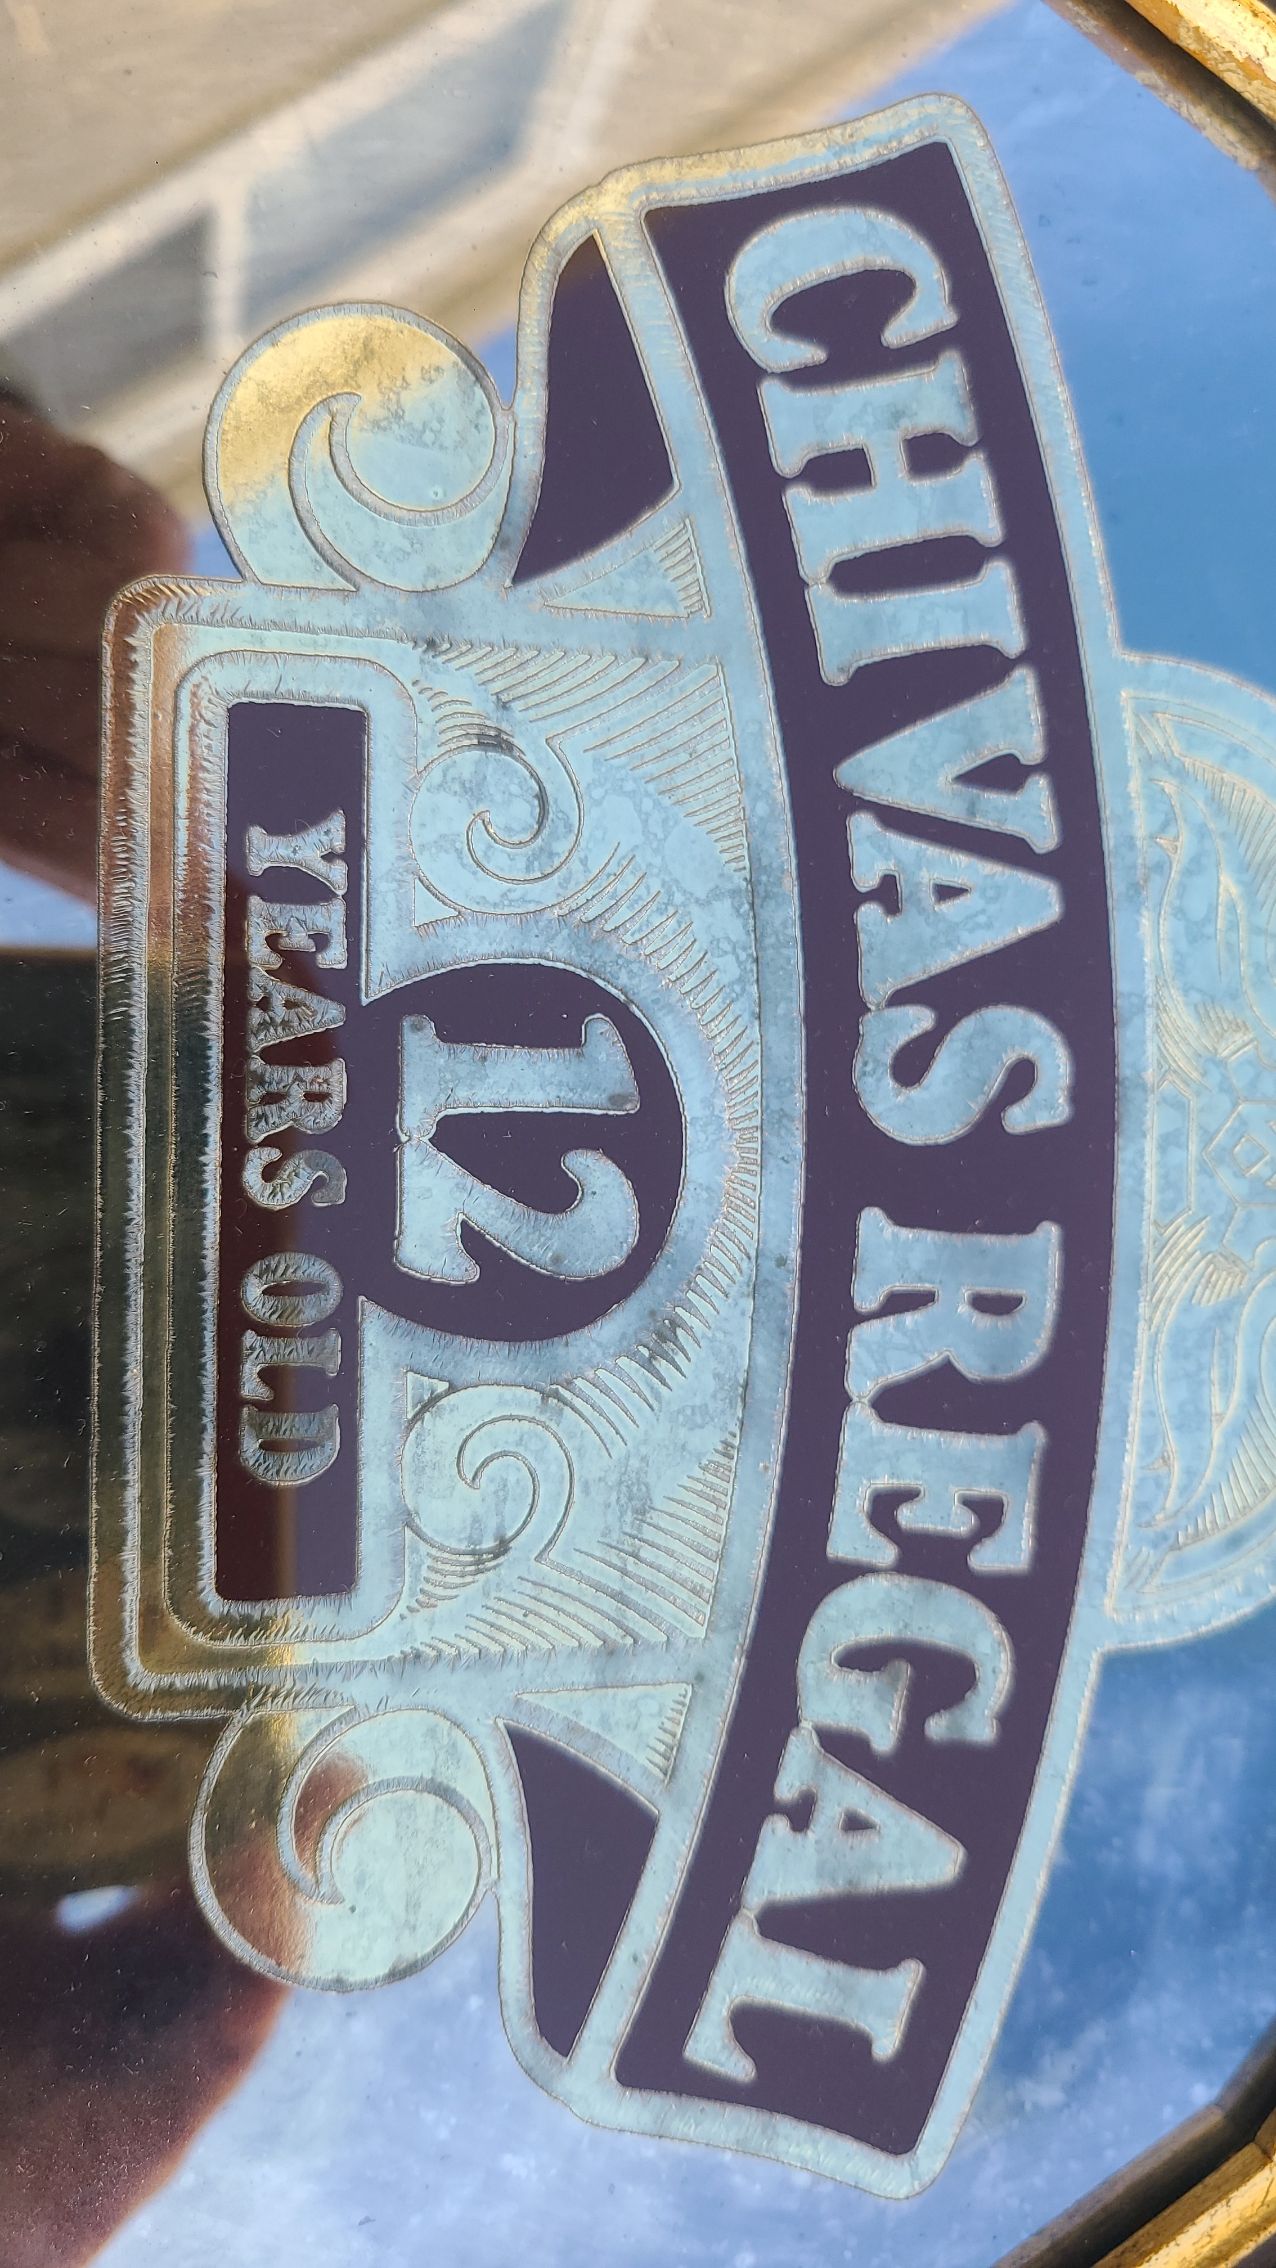 CHIVAS REGAL
12
YEARS OLD